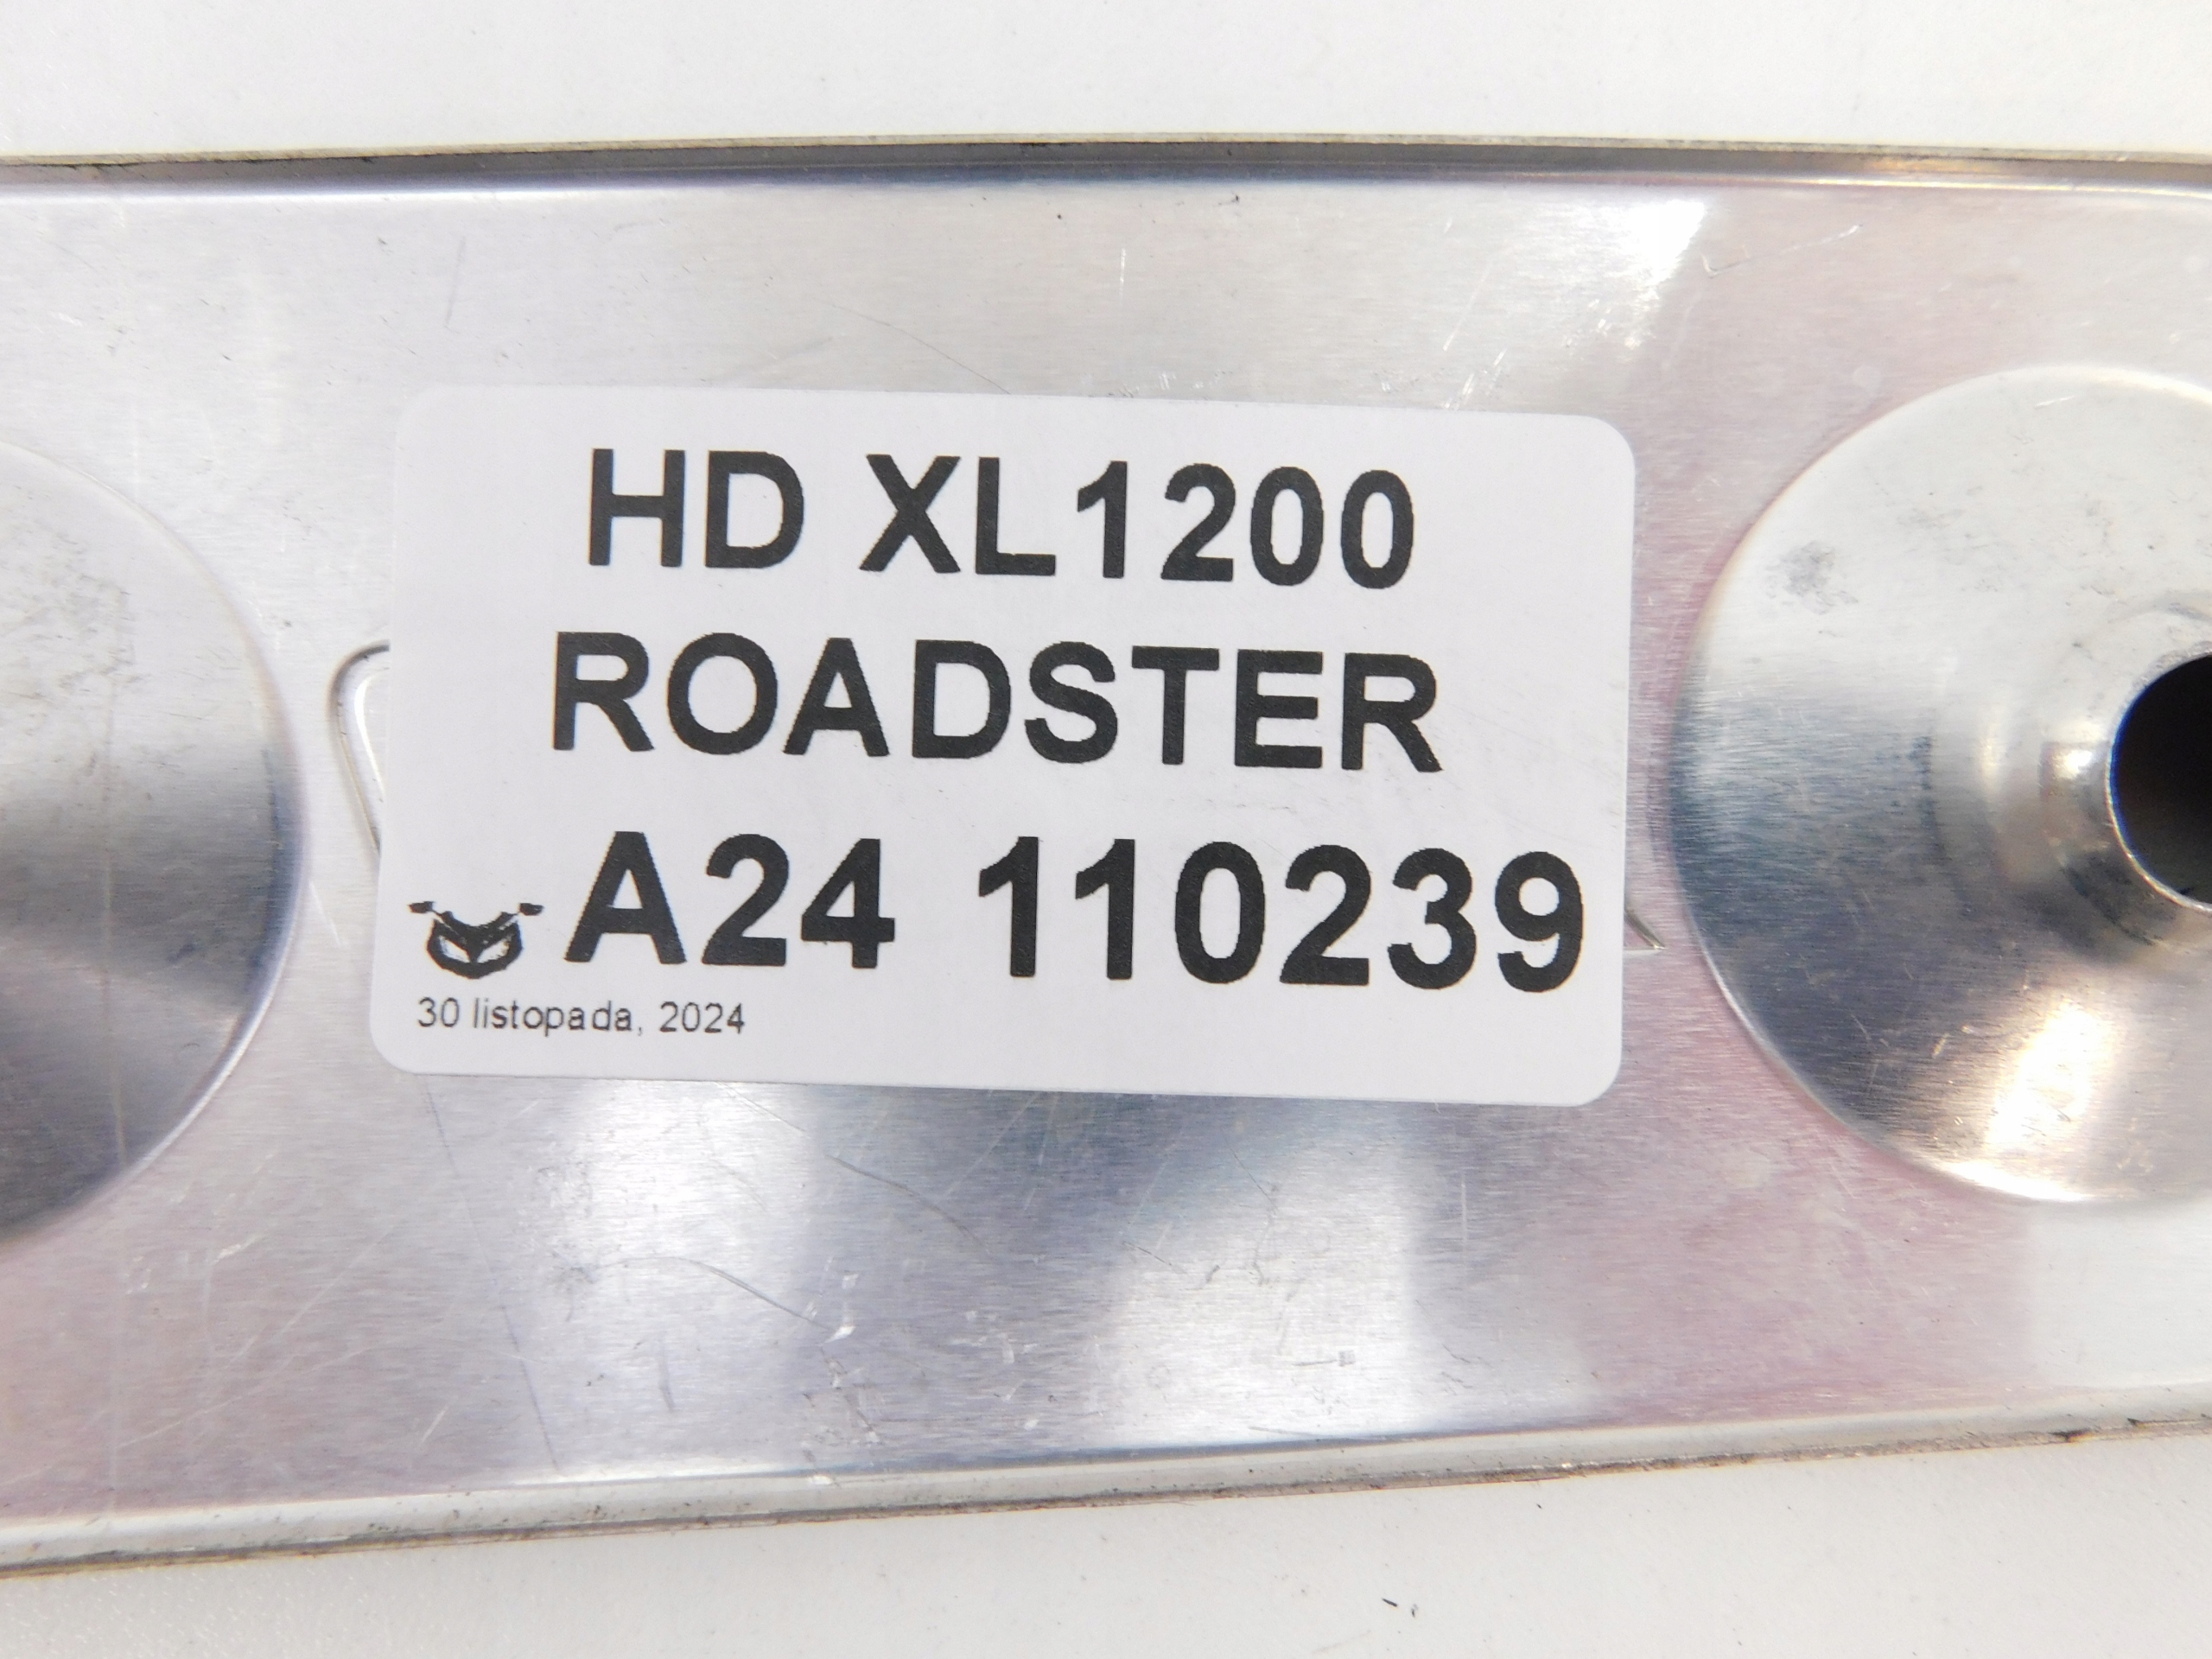 HD XL1200
ROADSTER
A24 110239
30 listopada, 2024